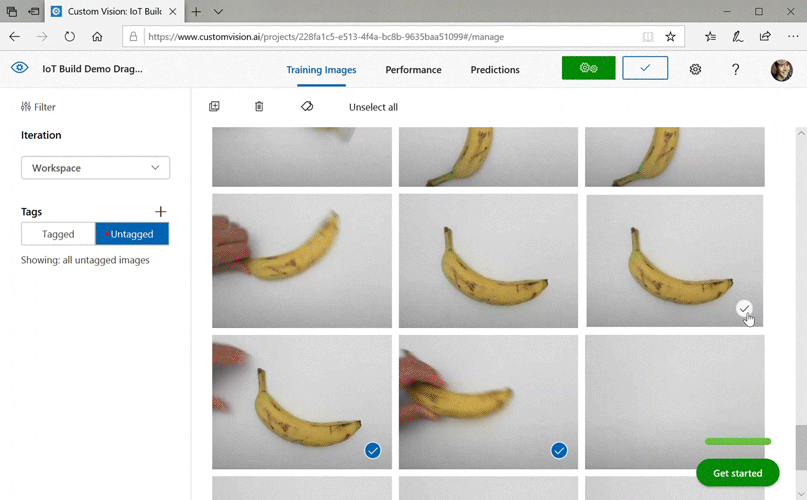 Custom Vision: IoT Build
https://www.customvision.ai/projects/228fa1c5-e513-4f4a-bc8b-9635baa51099#/manage
IoT Build Demo Drag...
Training Images
Performance
Predictions
?
Filter
Unselect all
Iteration
Workspace
Tags
Tagged
*Untagged
Showing: all untagged images
Get started